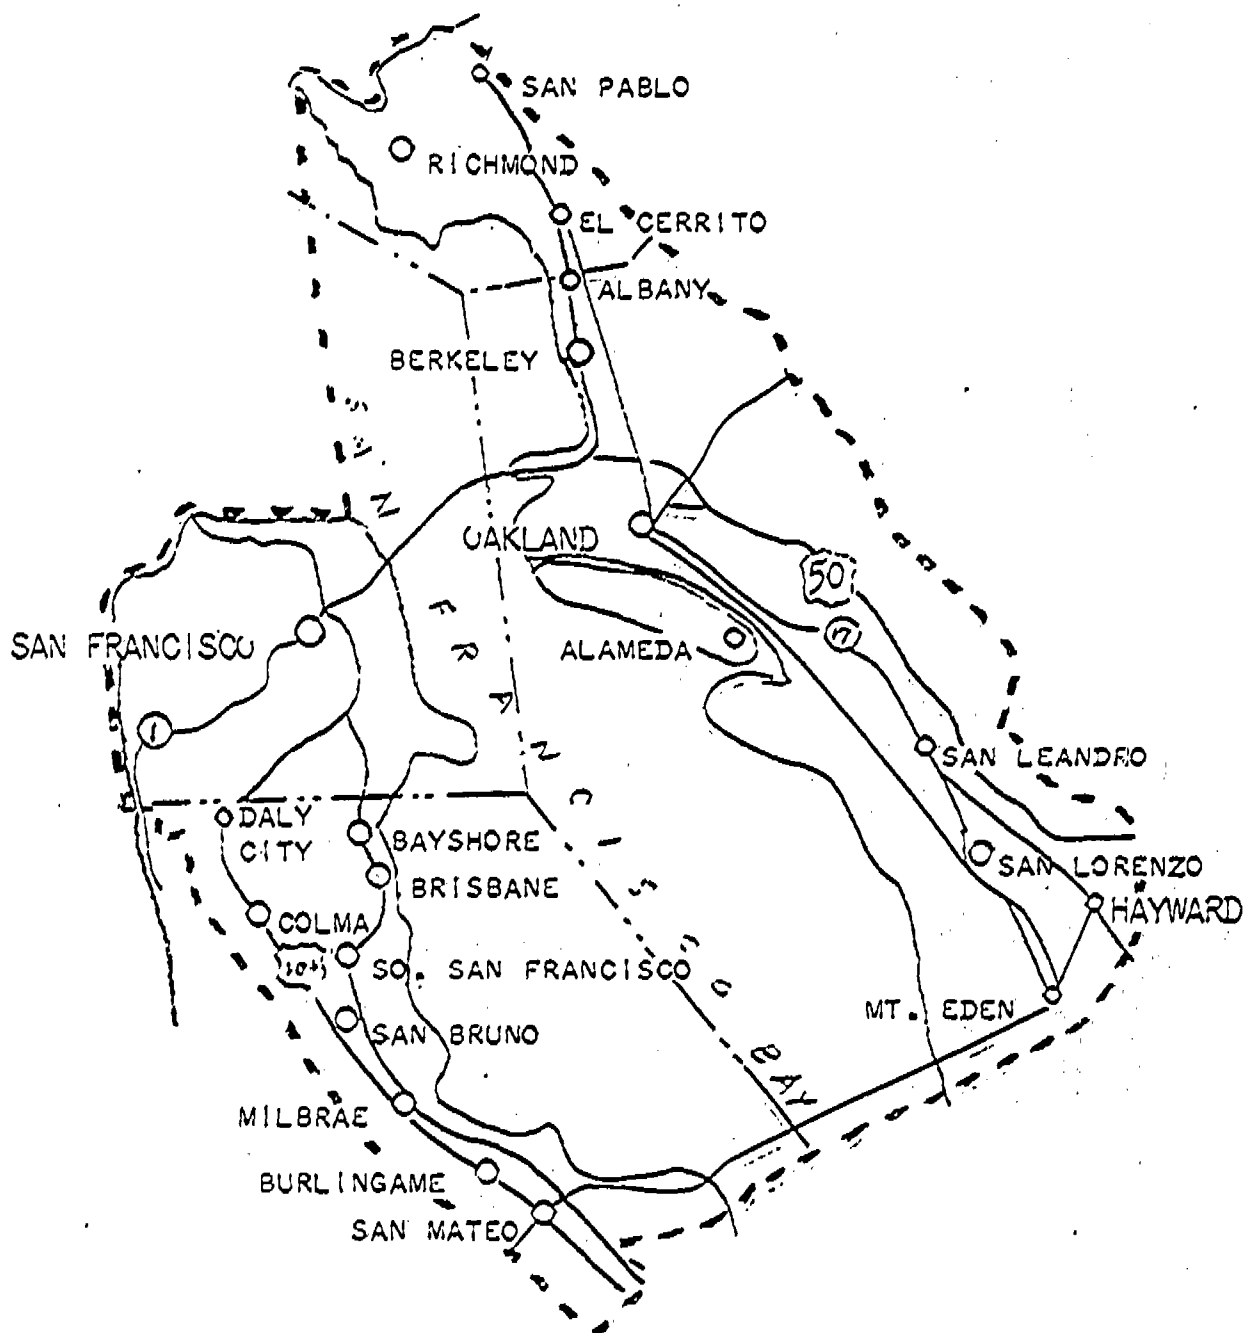 SAN PABLO
RICHMOND
EL CERRITO
ALBANY
BERKELEY
SAN FRANCISCO BAY
OAKLAND
50
17
SAN FRANCISCO
ALAMEDA
1
SAN LEANDRO
DALY
CITY
BAYSHORE
SAN LORENZO
BRISBANE
HAYWARD
COLMA
SO. SAN FRANCISCO
MT. EDEN
SAN BRUNO
MILBRAE
BURLINGAME
SAN MATEO